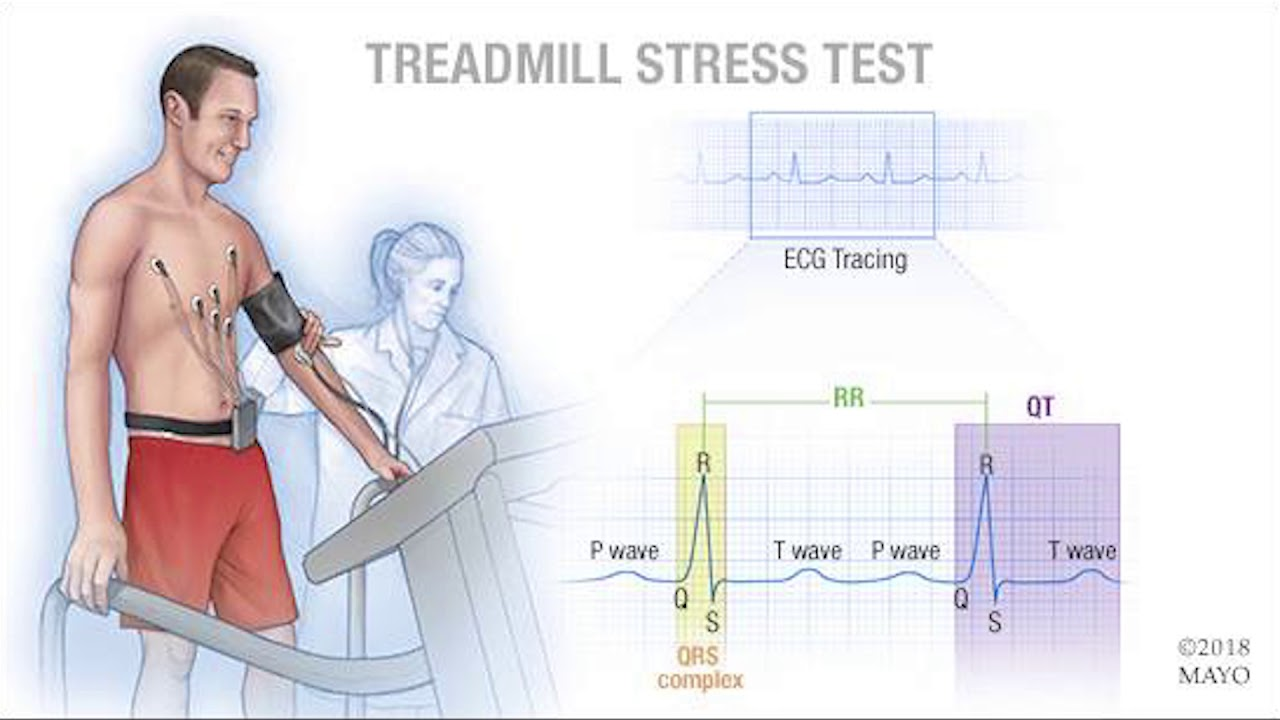 TREADMILL STRESS TEST
ECG Tracing
RR
QT
R
R
P wave
T wave
P wave
T wave
Q
S
Q
S
QRS
complex
©2018
MAYO